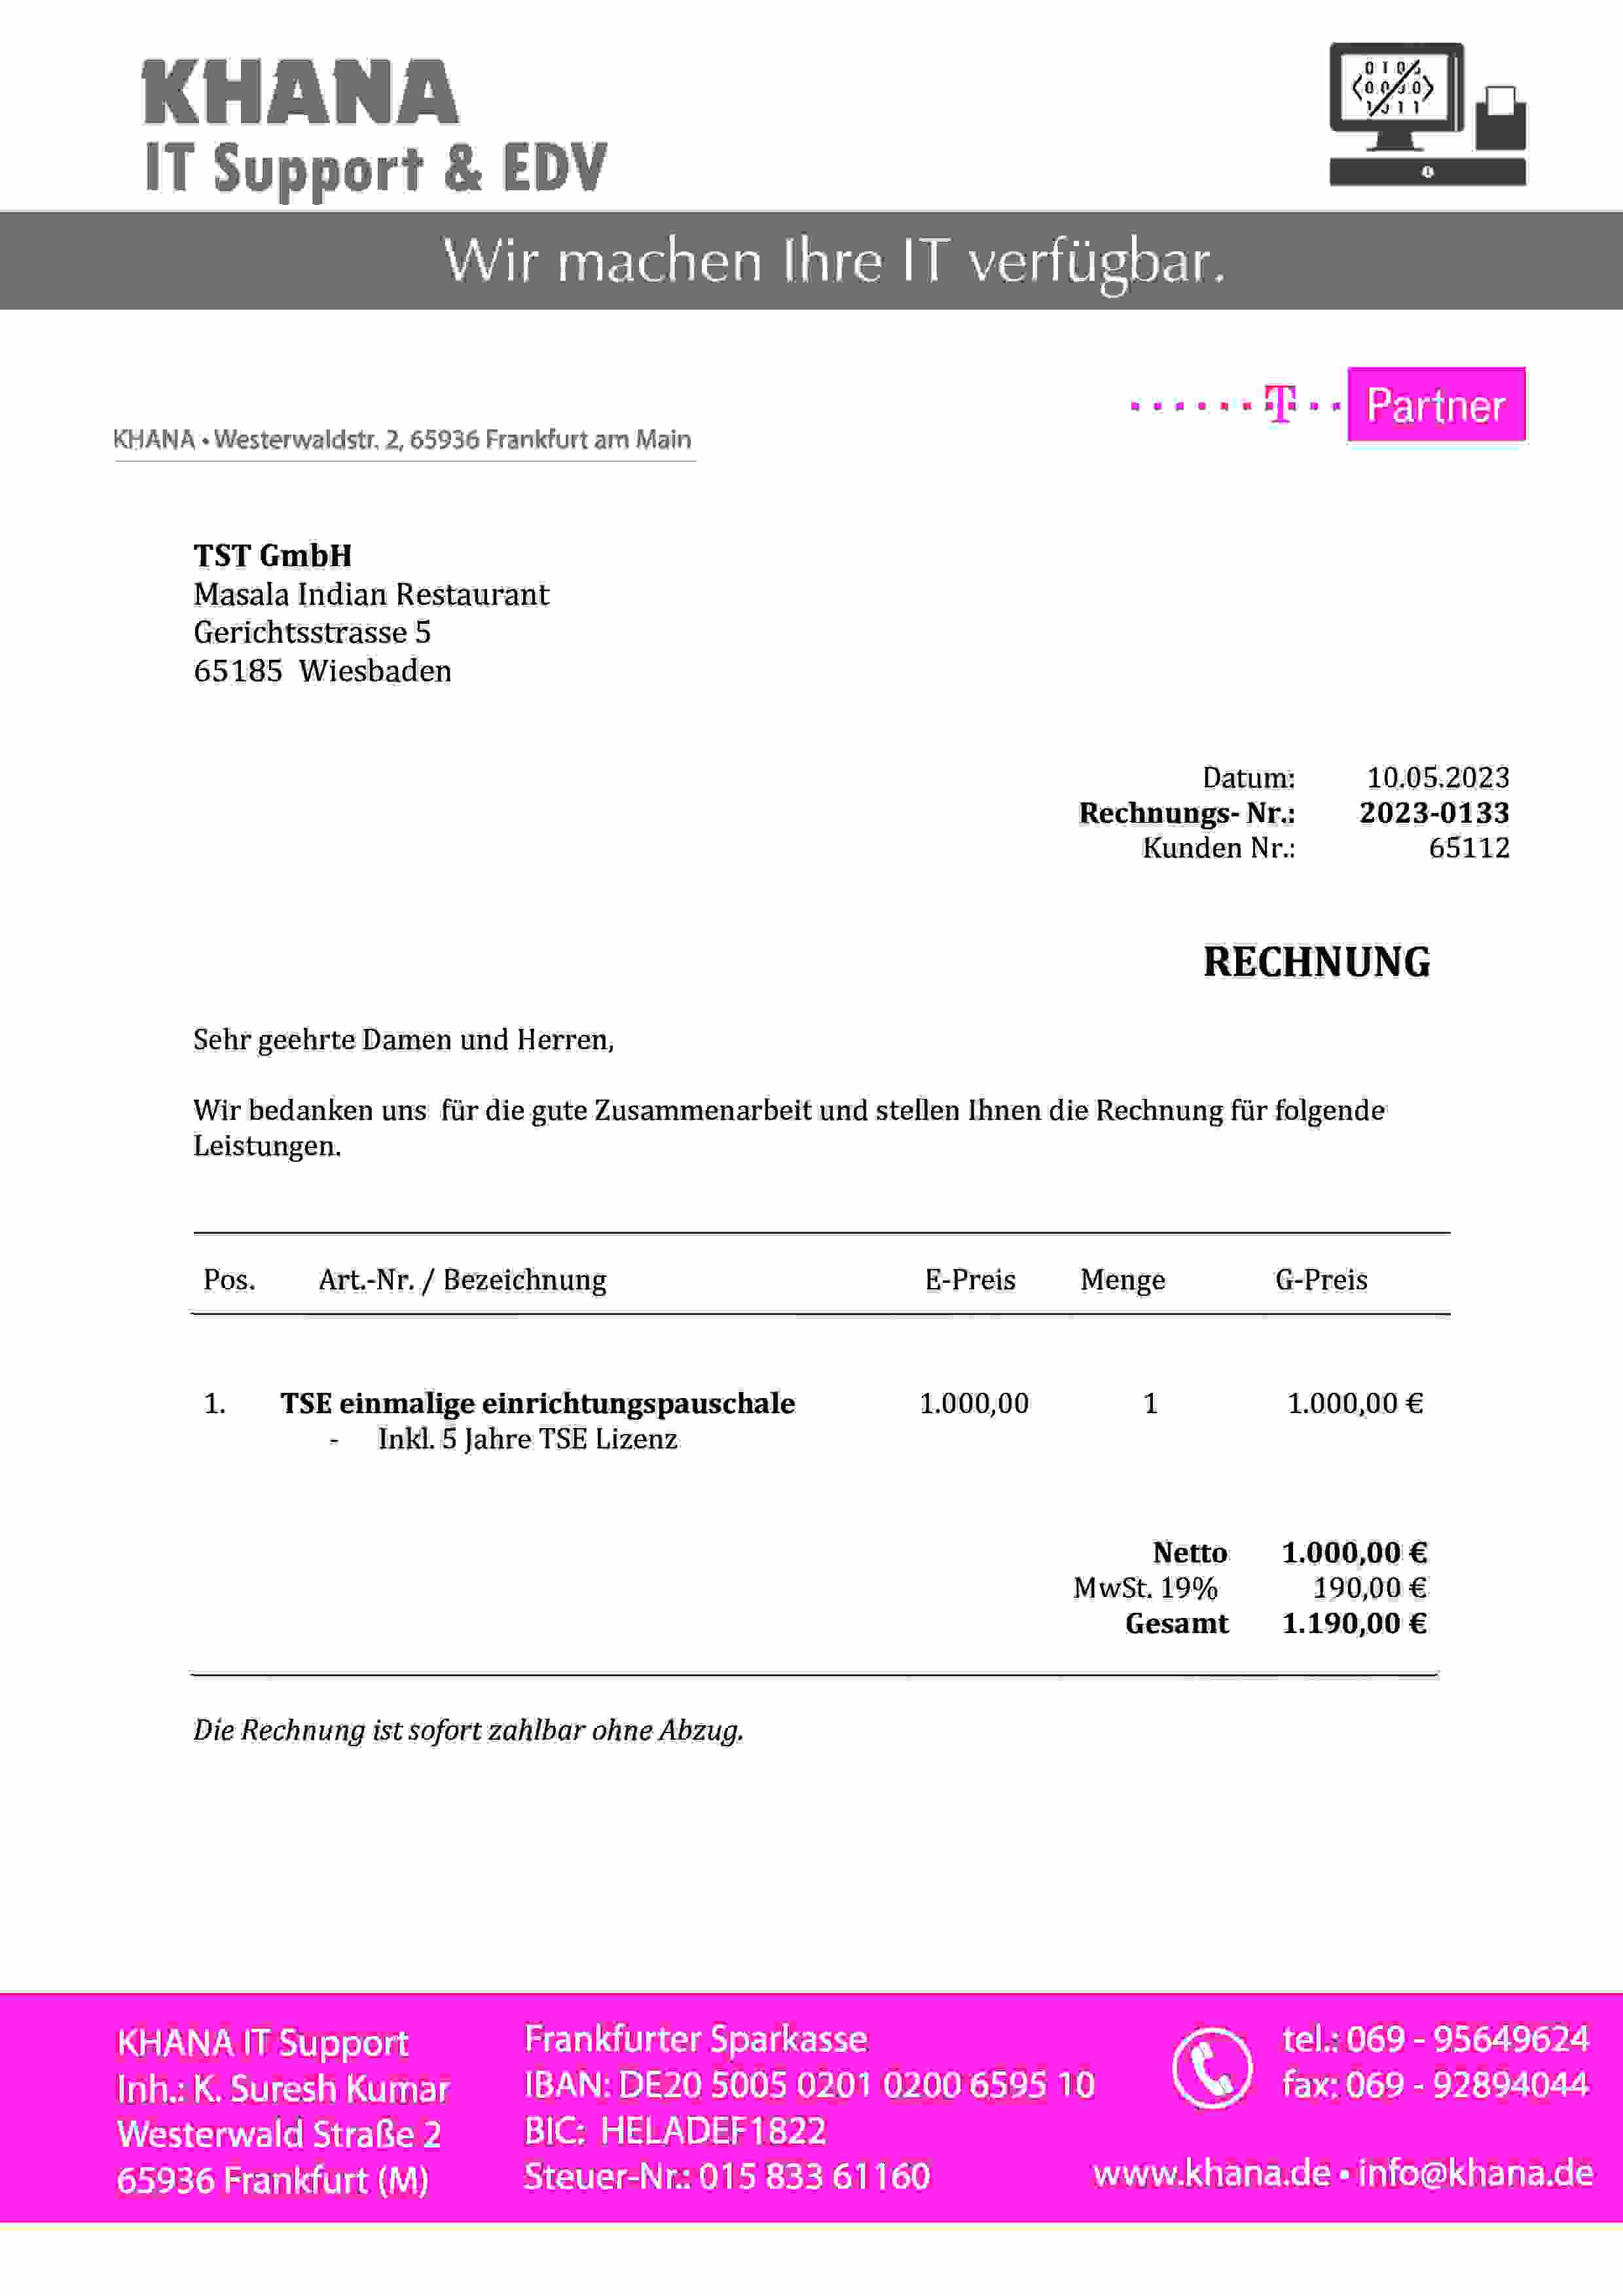 KHANA
IT Support & EDV
Wir machen Ihre IT verfügbar.
T Partner
KHANA • Westerwaldstr. 2, 65936 Frankfurt am Main
TST GmbH
Masala Indian Restaurant
Gerichtsstrasse 5
65185 Wiesbaden
Datum: 10.05.2023
Rechnungs- Nr.: 2023-0133
Kunden Nr.: 65112
RECHNUNG
Sehr geehrte Damen und Herren,
Wir bedanken uns für die gute Zusammenarbeit und stellen Ihnen die Rechnung für folgende
Leistungen.
Pos. Art.-Nr. / Bezeichnung E-Preis Menge G-Preis
1. TSE einmalige einrichtungspauschale 1.000,00 1 1.000,00 €
- Inkl. 5 Jahre TSE Lizenz
Netto 1.000,00 €
MwSt. 19% 190,00 €
Gesamt 1.190,00 €
Die Rechnung ist sofort zahlbar ohne Abzug.
KHANA IT Support
Inh.: K. Suresh Kumar
Westerwald Straße 2
65936 Frankfurt (M)
Frankfurter Sparkasse
IBAN: DE20 5005 0201 0200 6595 10
BIC: HELADEF1822
Steuer-Nr.: 015 833 61160
tel.: 069 - 95649624
fax: 069 - 92894044
www.khana.de • info@khana.de